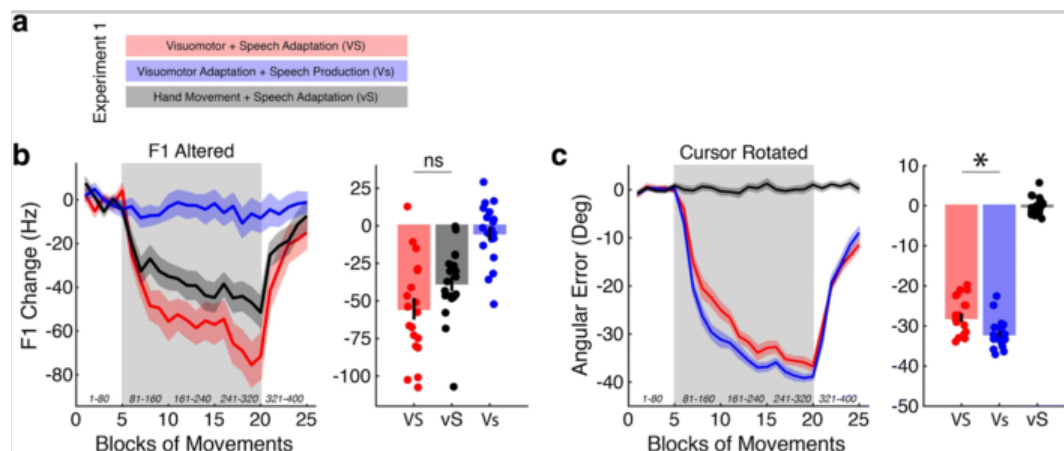 a
Experiment 1
Visuomotor + Speech Adaptation (VS)
Visuomotor Adaptation + Speech Production (Vs)
Hand Movement + Speech Adaptation (vS)
b
F1 Altered
F1 Change (Hz)
0
-20
-40
-60
-80
1-80
81-160
161-240
241-320
321-400
0
5
10
15
20
25
Blocks of Movements
ns
0
-25
-50
-75
-100
VS
vS
Vs
c
Cursor Rotated
Angular Error (Deg)
10
0
-10
-20
-30
-40
1-80
81-160
161-240
241-320
321-400
0
5
10
15
20
25
Blocks of Movements
*
10
0
-10
-20
-30
-40
-50
VS
Vs
vS